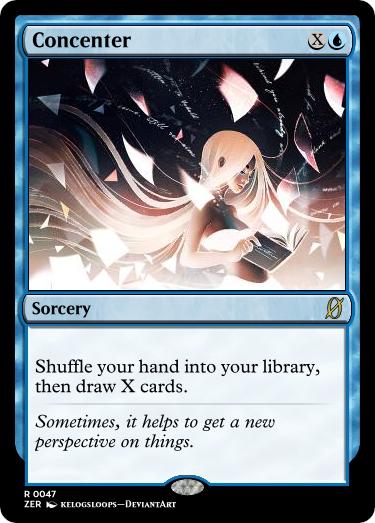 Concenter X
Sorcery
Shuffle your hand into your library,
then draw X cards.
Sometimes, it helps to get a new
perspective on things.
R 0047
ZER KELOGSLOOPS—DEVIANTART